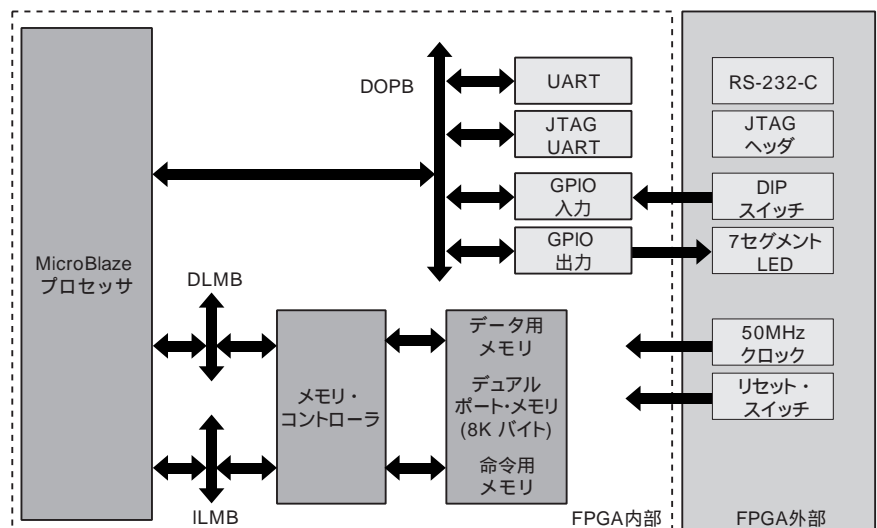 MicroBlaze
プロセッサ
DOPB
UART
JTAG
UART
GPIO
入力
GPIO
出力
RS-232-C
JTAG
ヘッダ
DIP
スイッチ
7セグメント
LED
50MHz
クロック
リセット・
スイッチ
DLMB
ILMB
メモリ・
コントローラ
データ用
メモリ
デュアル
ポート・メモリ
(8K バイト)
命令用
メモリ
FPGA内部
FPGA外部